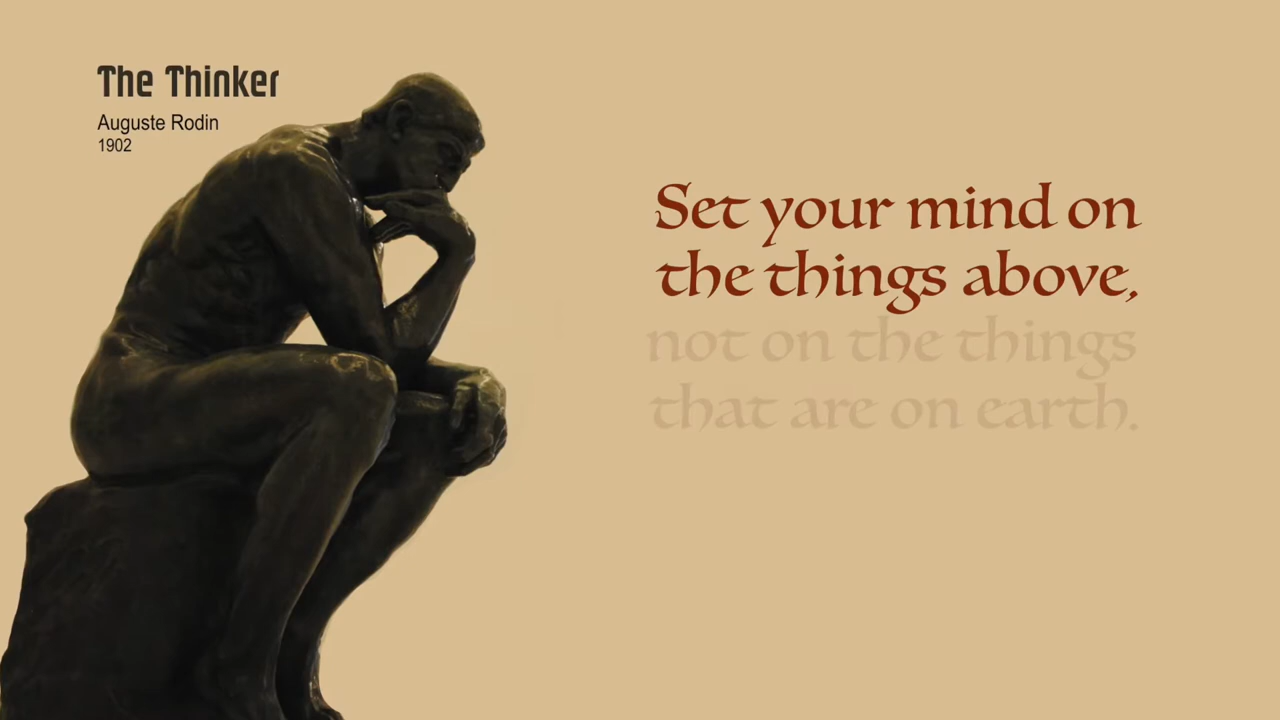 The Thinker
Auguste Rodin
1902
Set your mind on
the things above,
not on the things
that are on earth.